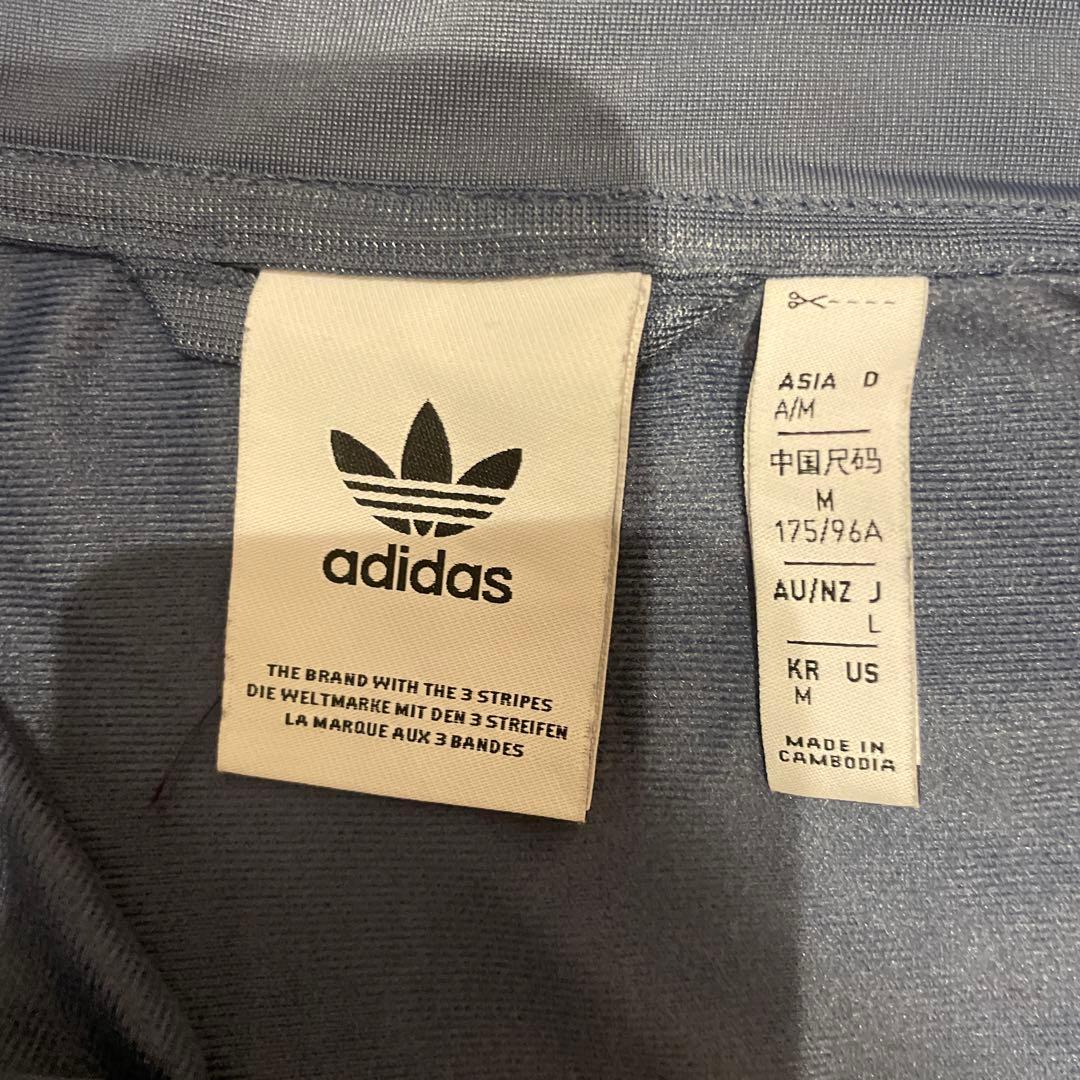 adidas
THE BRAND WITH THE 3 STRIPES
DIE WELTMARKE MIT DEN 3 STREIFEN
LA MARQUE AUX 3 BANDES
ASIA D
A/M
中国尺码
M
175/96A
AU/NZ J
L
KR US
M
MADE IN
CAMBODIA